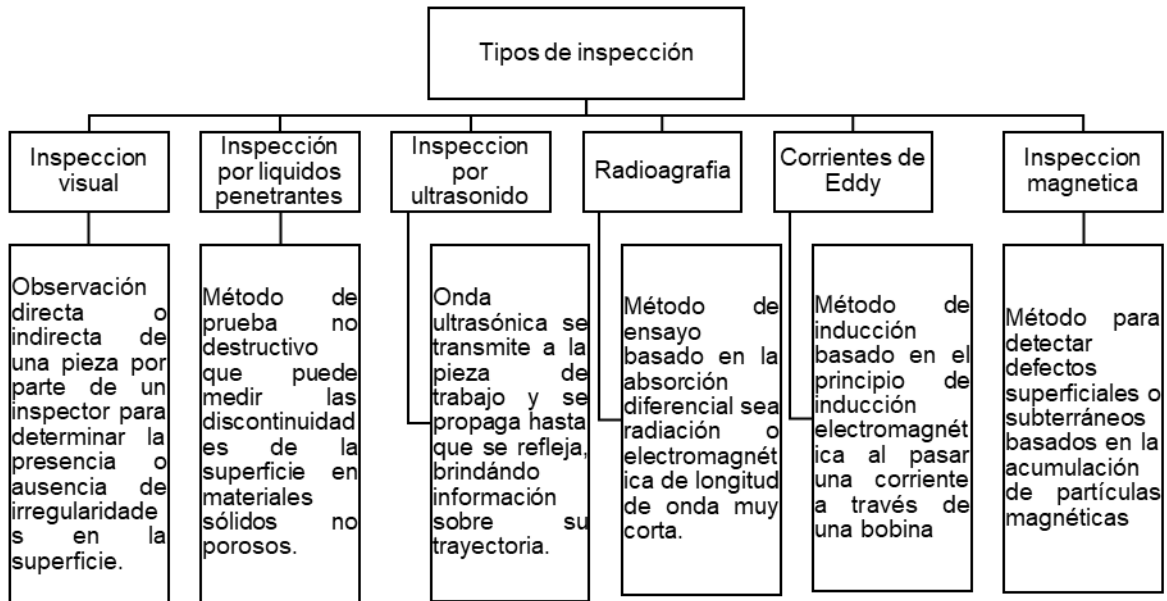 Tipos de inspección
Inspeccion
visual
Inspección
por liquidos
penetrantes
Inspeccion
por
ultrasonido
Radioagrafia
Corrientes de
Eddy
Inspeccion
magnetica
Observación
directa o
indirecta de
una pieza por
parte de un
inspector para
determinar la
presencia o
ausencia de
irregularidade
s en la
superficie.
Método de
prueba no
destructivo
que puede
medir las
discontinuidad
es de la
superficie en
materiales
sólidos no
porosos.
Onda
ultrasónica se
transmite a la
pieza de
trabajo y se
propaga hasta
que se refleja,
brindándo
información
sobre su
trayectoria.
Método de
ensayo
basado en la
absorción
diferencial sea
radiación o
electromagnét
ica de longitud
de onda muy
corta.
Método de
inducción
basado en el
principio de
inducción
electromagnét
ica al pasar
una corriente
a través de
una bobina
Método para
detectar
defectos
superficiales o
subterráneos
basados en la
acumulación
de partículas
magnéticas